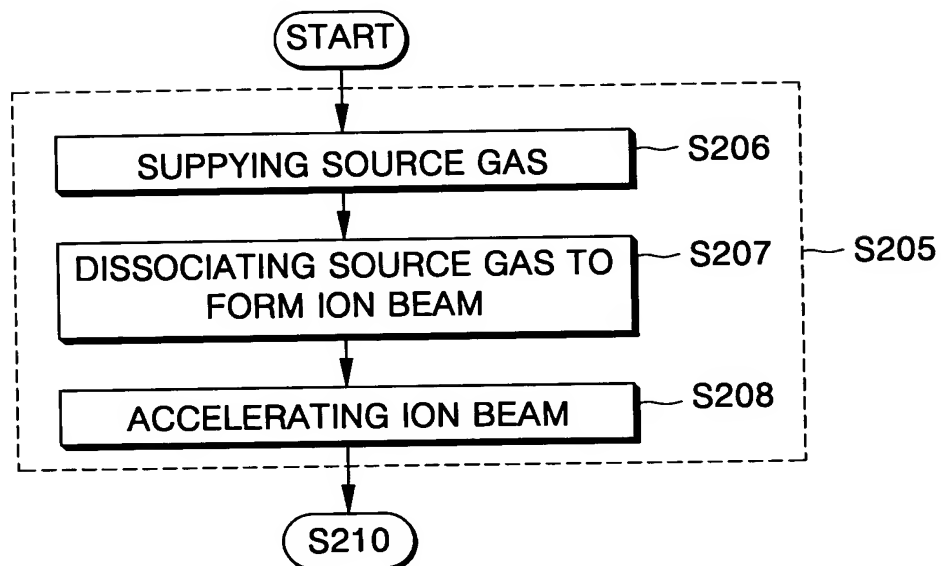 START
SUPPYING SOURCE GAS
S206
DISSOCIATING SOURCE GAS TO
FORM ION BEAM
S207
S205
ACCELERATING ION BEAM
S208
S210